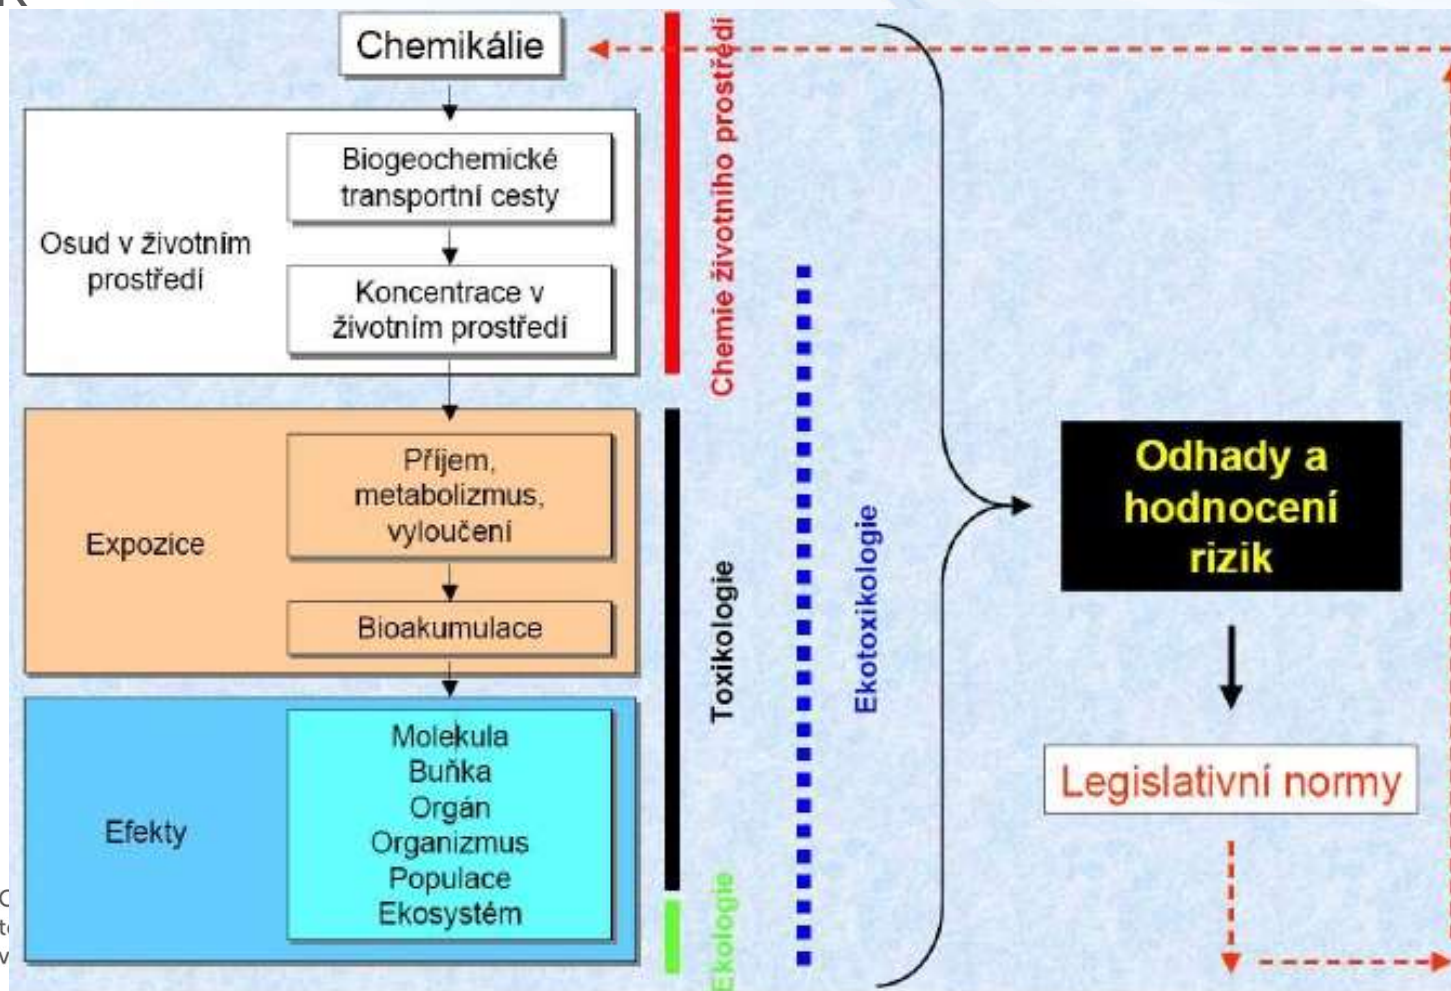 Chemikálie
Biogeochemické
transportní cesty
Osud v životním
prostředí
Koncentrace v
životním prostředí
Příjem,
metabolizmus,
vyloučení
Expozice
Bioakumulace
Efekty
Molekula
Buňka
Orgán
Organizmus
Populace
Ekosystém
Chemie životního prostředí
Toxikologie
Ekologie
Ekotoxikologie
Odhady a
hodnocení
rizik
Legislativní normy